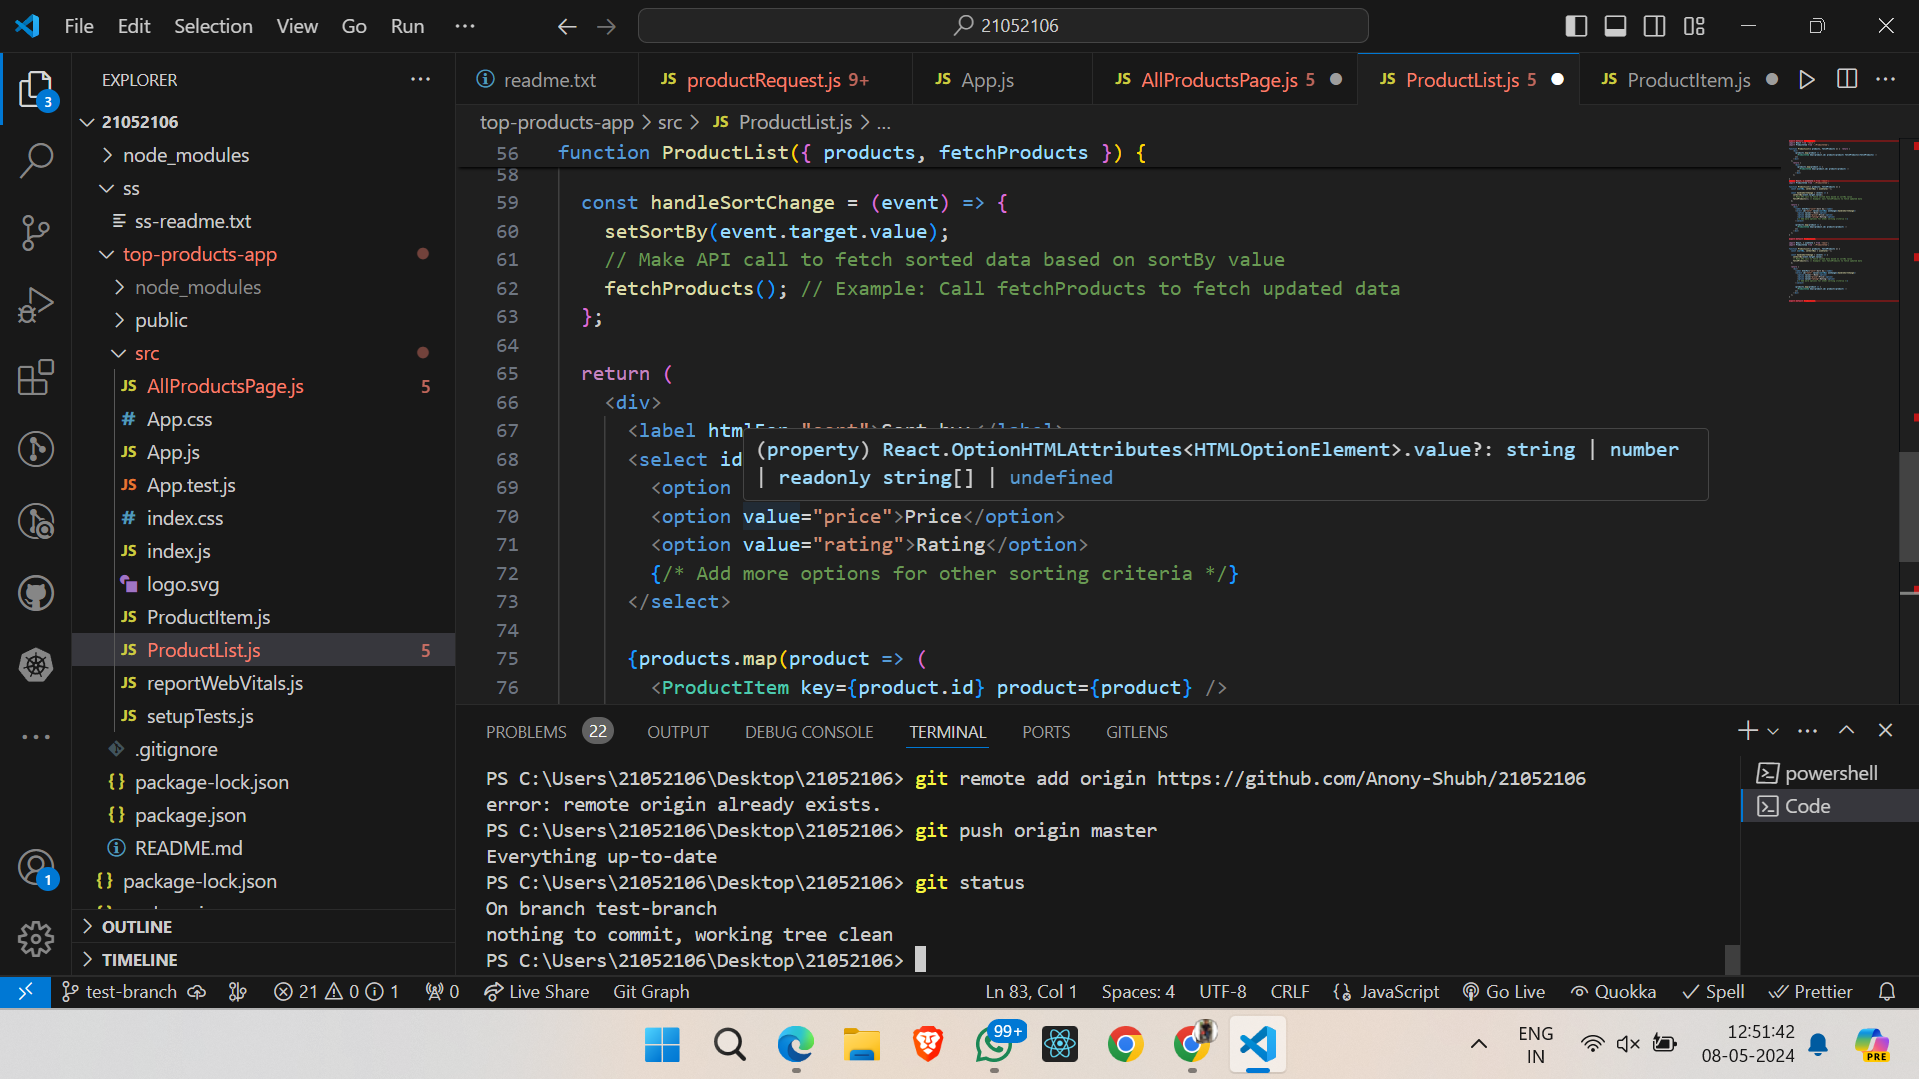 File Edit Selection View Go Run ···
21052106
EXPLORER
3
21052106
node_modules
ss
ss-readme.txt
top-products-app
node_modules
public
src
JS AllProductsPage.js 5
# App.css
JS App.js
JS App.test.js
# index.css
JS index.js
logo.svg
JS ProductItem.js
JS ProductList.js 5
JS reportWebVitals.js
JS setupTests.js
.gitignore
{} package-lock.json
{} package.json
README.md
{} package-lock.json
OUTLINE
TIMELINE
1
readme.txt
JS productRequest.js 9+
JS App.js
JS AllProductsPage.js 5
JS ProductList.js 5
JS ProductItem.js
top-products-app > src > JS ProductList.js > ...
56 function ProductList({ products, fetchProducts }) {
58
59 const handleSortChange = (event) => {
60 setSortBy(event.target.value);
61 // Make API call to fetch sorted data based on sortBy value
62 fetchProducts(); // Example: Call fetchProducts to fetch updated data
63 };
64
65 return (
66 <div>
67 <label
68 <select id
69 <option
(property) React.OptionHTMLAttributes<HTMLOptionElement>.value?: string | number
| readonly string[] | undefined
70 <option value="price">Price</option>
71 <option value="rating">Rating</option>
72 {/* Add more options for other sorting criteria */}
73 </select>
74
75 {products.map(product => (
76 <ProductItem key={product.id} product={product} />
PROBLEMS 22 OUTPUT DEBUG CONSOLE TERMINAL PORTS GITLENS
PS C:\Users\21052106\Desktop\21052106> git remote add origin https://github.com/Anony-Shubh/21052106
error: remote origin already exists.
PS C:\Users\21052106\Desktop\21052106> git push origin master
Everything up-to-date
PS C:\Users\21052106\Desktop\21052106> git status
On branch test-branch
nothing to commit, working tree clean
PS C:\Users\21052106\Desktop\21052106>
powershell
Code
test-branch 21 0 1 0 Live Share Git Graph Ln 83, Col 1 Spaces: 4 UTF-8 CRLF JavaScript Go Live Quokka Spell Prettier
99+
ENG
IN
12:51:42
08-05-2024
PRE